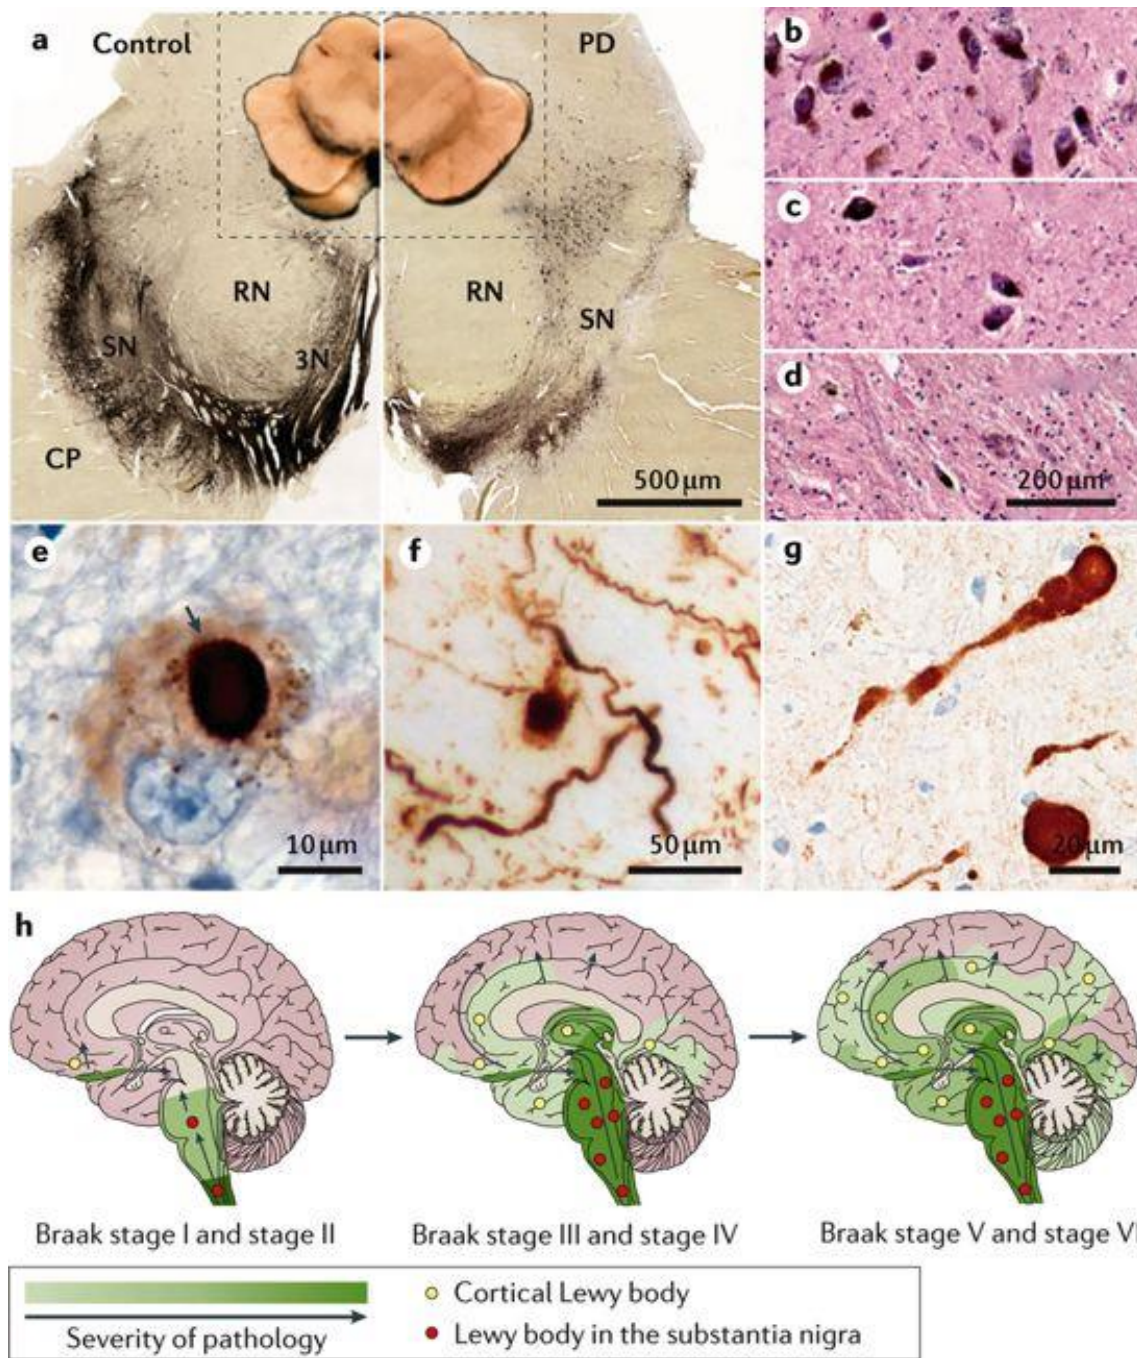 a
Control
PD
RN
RN
SN
SN
3N
CP
500 µm
b
c
d
200 µm
e
10 µm
f
50 µm
g
20 µm
h
Braak stage I and stage II
Braak stage III and stage IV
Braak stage V and stage VI
Severity of pathology
Cortical Lewy body
Lewy body in the substantia nigra